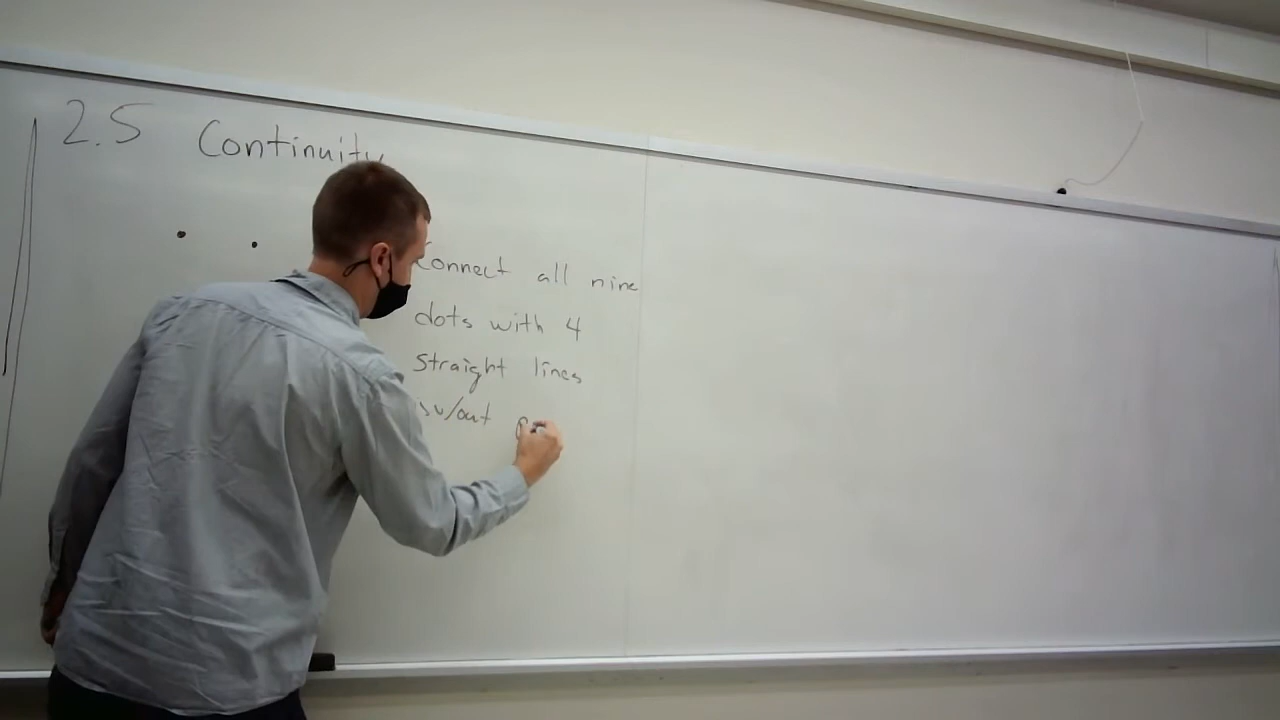 2.5 Continuity
Connect all nine
dots with 4
straight lines
w/out